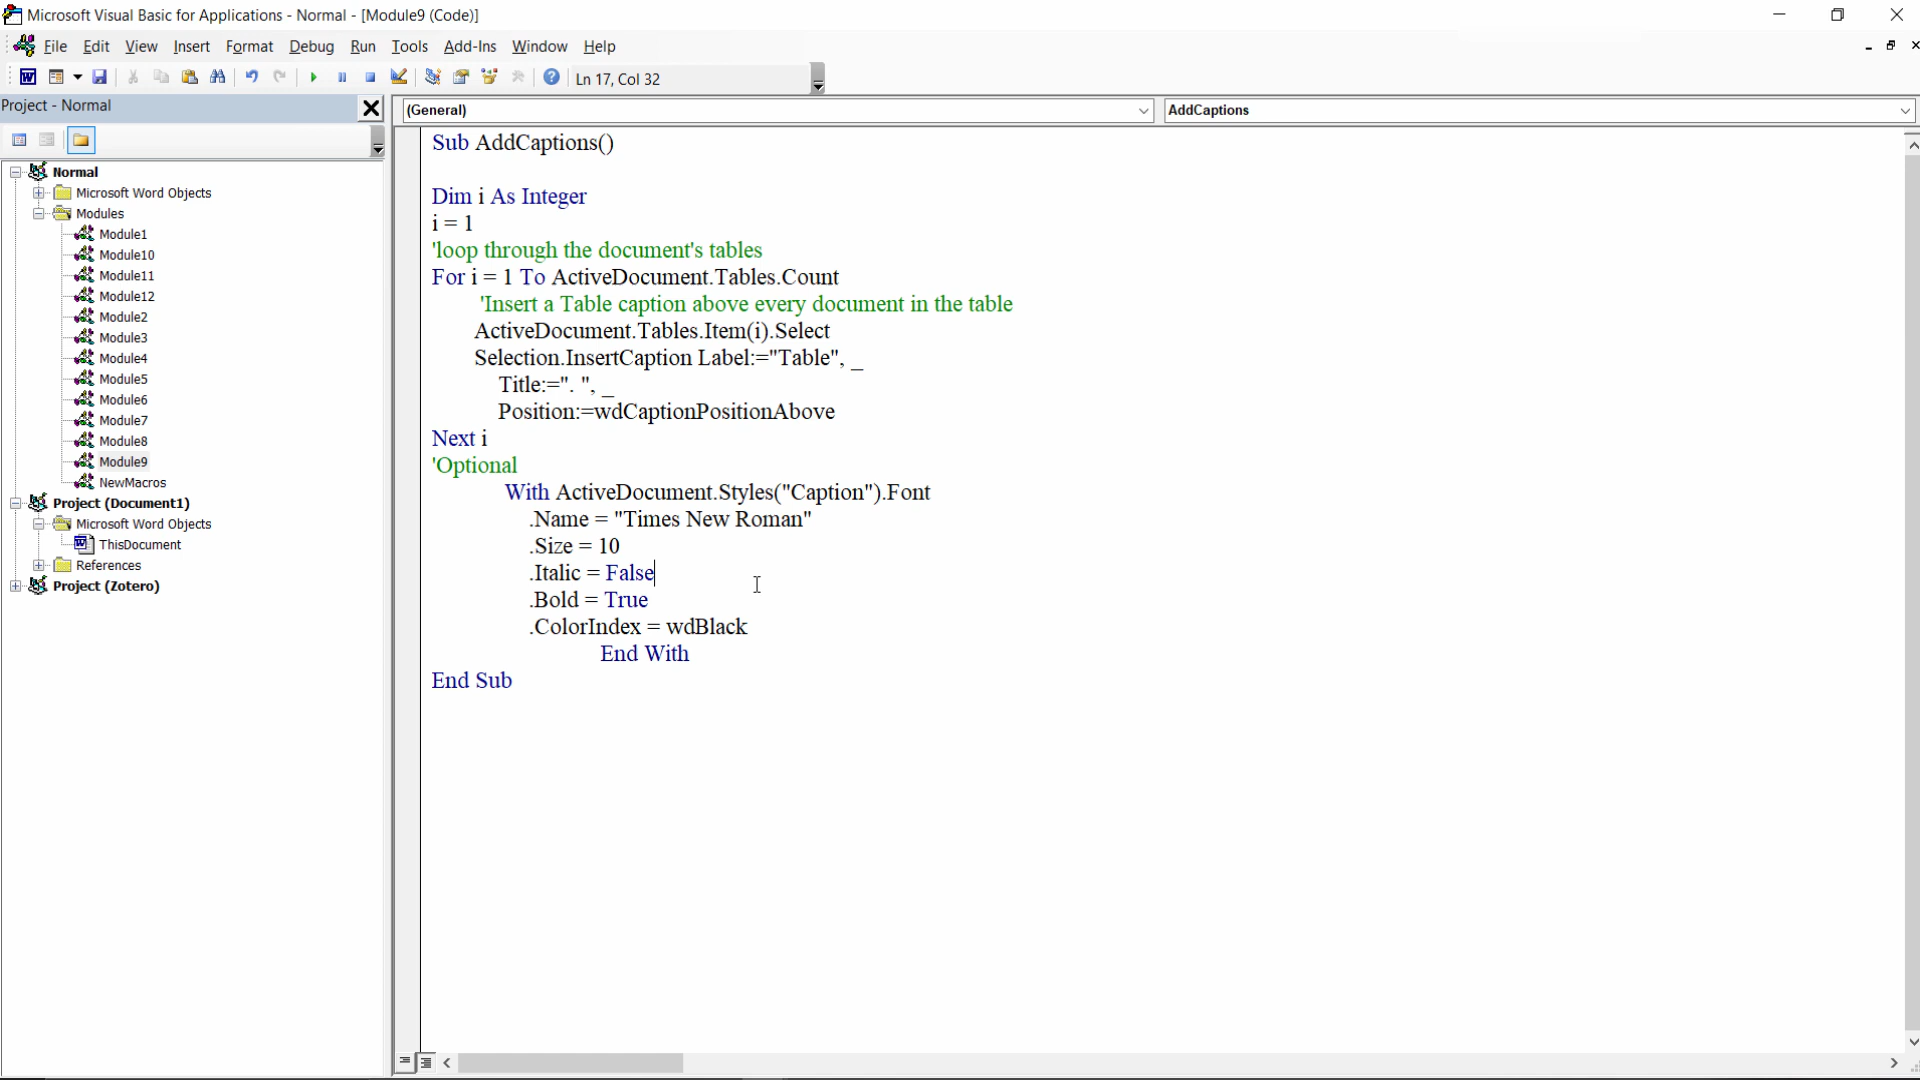 Microsoft Visual Basic for Applications - Normal - [Module9 (Code)]
File Edit View Insert Format Debug Run Tools Add-Ins Window Help
Ln 17, Col 32
Project - Normal
(General)
AddCaptions
Normal
Microsoft Word Objects
Modules
Module1
Module10
Module11
Module12
Module2
Module3
Module4
Module5
Module6
Module7
Module8
Module9
NewMacros
Project (Document1)
Microsoft Word Objects
ThisDocument
References
Project (Zotero)
Sub AddCaptions()
Dim i As Integer
i = 1
'loop through the document's tables
For i = 1 To ActiveDocument.Tables.Count
'Insert a Table caption above every document in the table
ActiveDocument.Tables.Item(i).Select
Selection.InsertCaption Label:="Table", _
Title:=". ", _
Position:=wdCaptionPositionAbove
Next i
'Optional
With ActiveDocument.Styles("Caption").Font
.Name = "Times New Roman"
.Size = 10
.Italic = False
.Bold = True
.ColorIndex = wdBlack
End With
End Sub